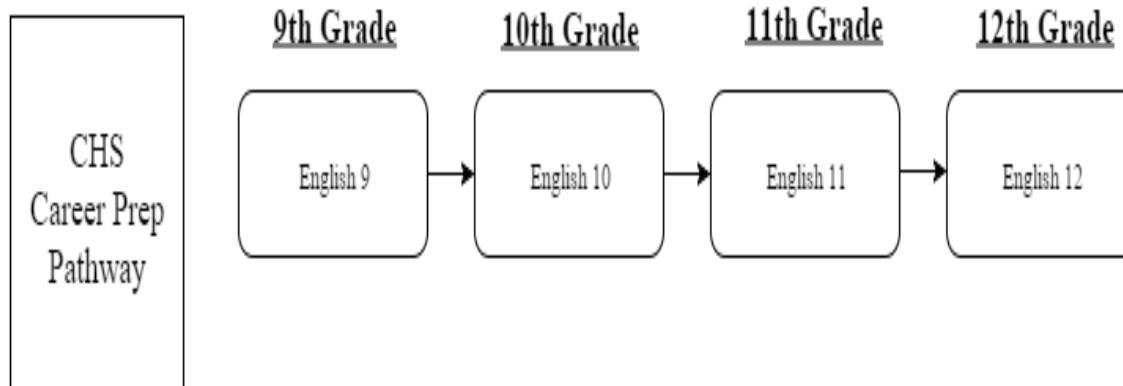 9th Grade
10th Grade
11th Grade
12th Grade
CHS
Career Prep
Pathway
English 9
English 10
English 11
English 12